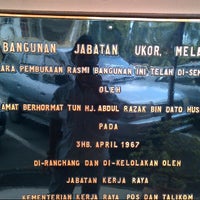 BANGUNAN JABATAN UKOR. MELA
ARA PEMBUKAAN RASMI BANGUNAN INI TELAH DI-SE
OLEH
AMAT BERHORMAT TUN HJ. ABDUL RAZAK BIN DATO HUS
PADA
3HB. APRIL 1967
DI-RANCHANG DAN DI-KELOLAKAN OLEH
JABATAN KERJA RAYA
KEMENTERIAN KERJA RAYA POS DAN TALIKOM